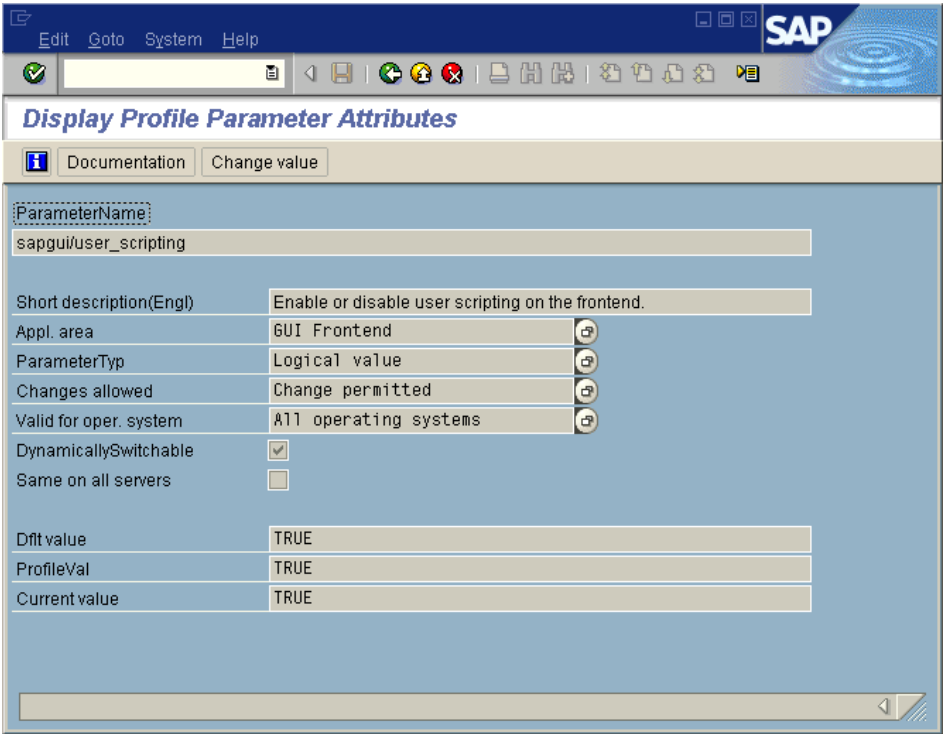 SAP
Edit Goto System Help
Display Profile Parameter Attributes
Documentation Change value
ParameterName
sapgui/user_scripting
Short description(Engl) Enable or disable user scripting on the frontend.
Appl. area GUI Frontend
ParameterTyp Logical value
Changes allowed Change permitted
Valid for oper. system All operating systems
DynamicallySwitchable
Same on all servers
Dflt value TRUE
ProfileVal TRUE
Current value TRUE